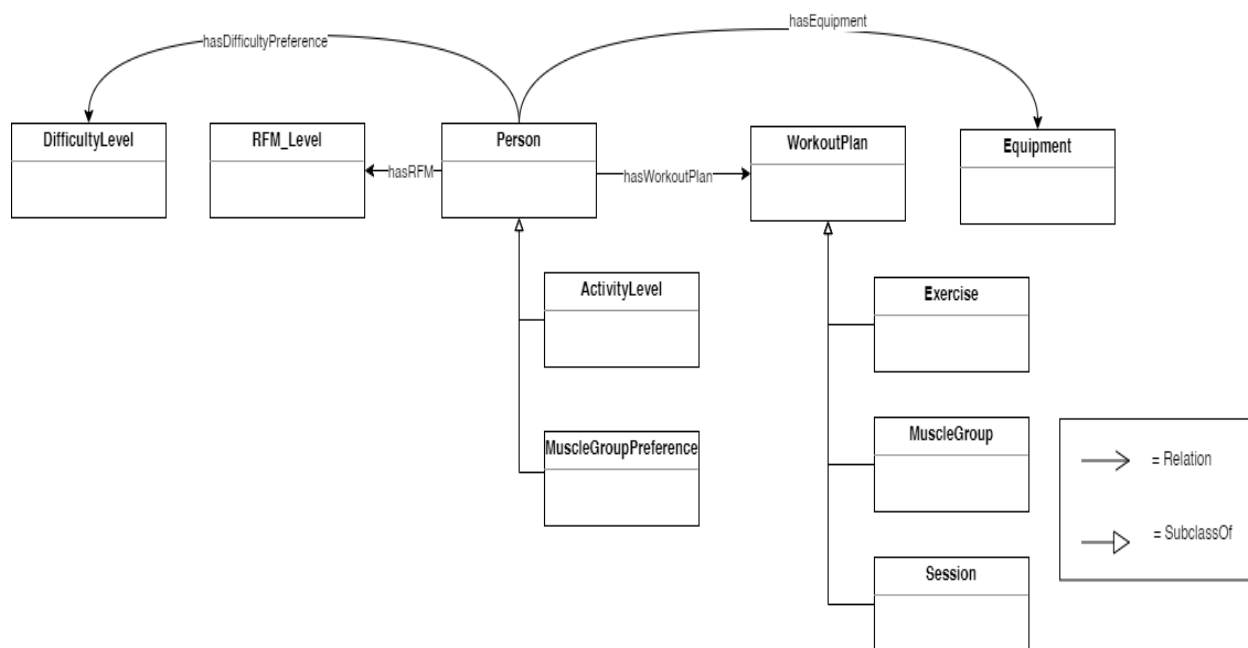 hasEquipment
hasDifficultyPreference
DifficultyLevel
RFM_Level
Person
WorkoutPlan
Equipment
hasRFM
hasWorkoutPlan
ActivityLevel
Exercise
MuscleGroupPreference
MuscleGroup
= Relation
= SubclassOf
Session